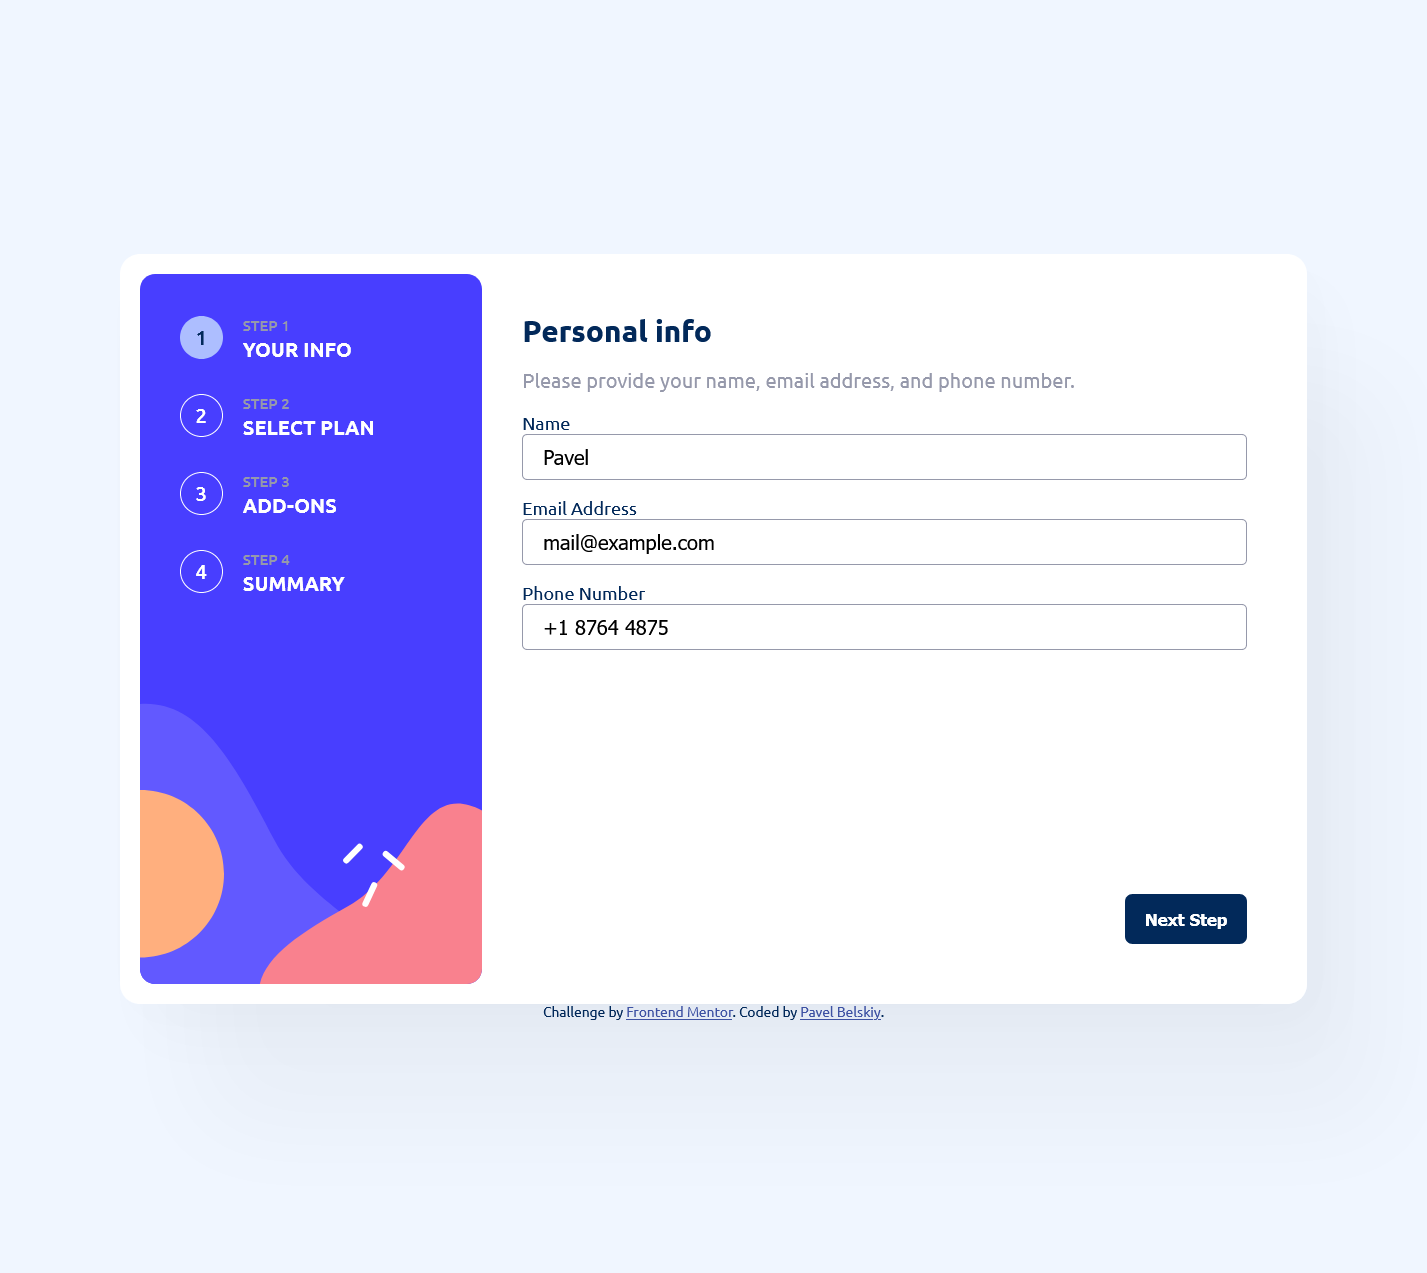 1
STEP 1
YOUR INFO
2
STEP 2
SELECT PLAN
3
STEP 3
ADD-ONS
4
STEP 4
SUMMARY
Personal info
Please provide your name, email address, and phone number.
Name
Pavel
Email Address
mail@example.com
Phone Number
+1 8764 4875
Next Step
Challenge by Frontend Mentor. Coded by Pavel Belskiy.